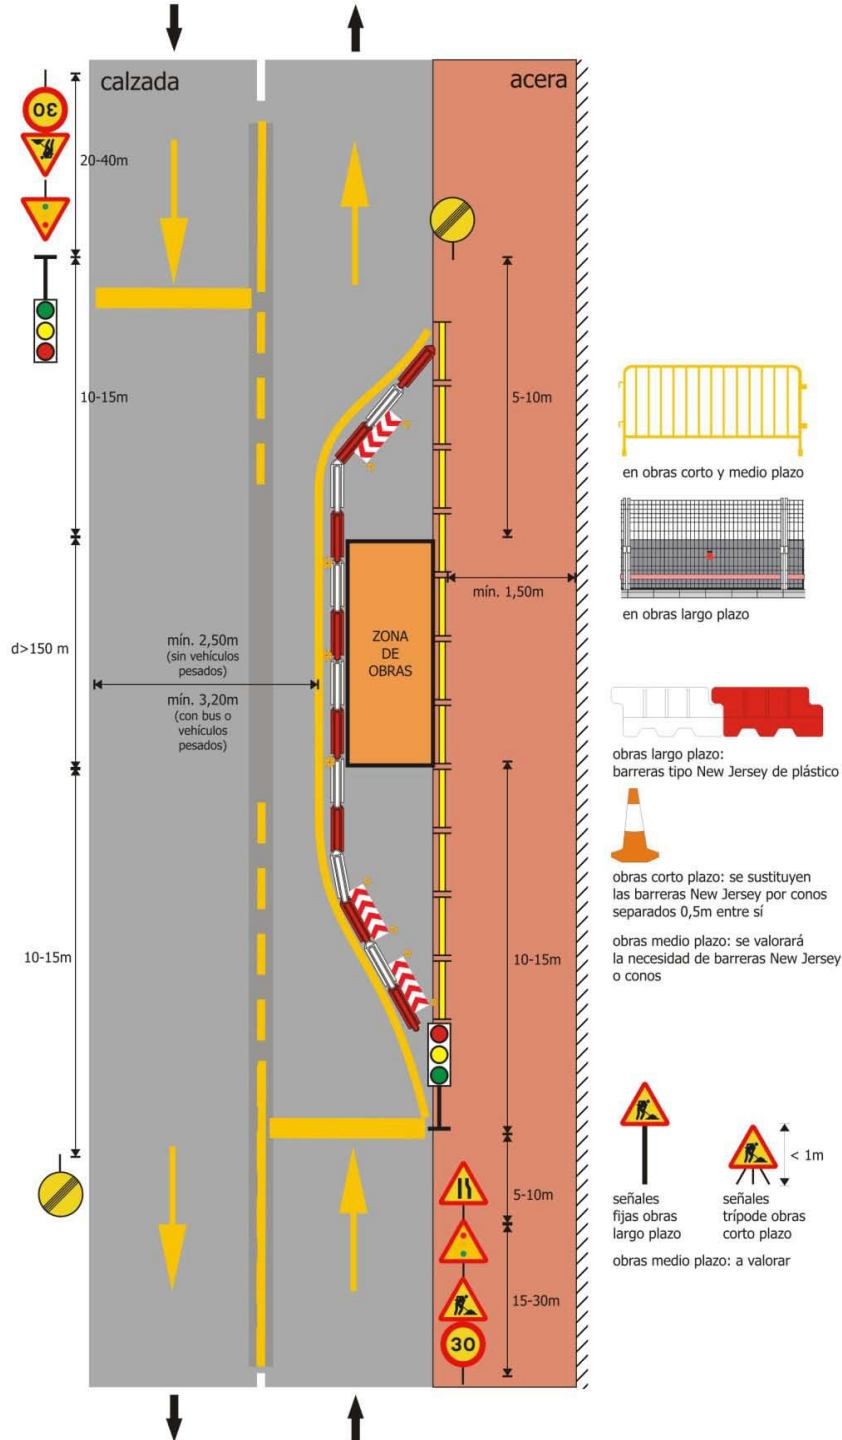 calzada
acera
30
20-40m
10-15m
5-10m
en obras corto y medio plazo
mín. 1,50m
en obras largo plazo
d>150 m
mín. 2,50m
(sin vehículos
pesados)
mín. 3,20m
(con bus o
vehículos
pesados)
ZONA
DE
OBRAS
obras largo plazo:
barreras tipo New Jersey de plástico
obras corto plazo: se sustituyen
las barreras New Jersey por conos
separados 0,5m entre sí
obras medio plazo: se valorará
la necesidad de barreras New Jersey
o conos
10-15m
10-15m
< 1m
señales
fijas obras
largo plazo
señales
trípode obras
corto plazo
obras medio plazo: a valorar
5-10m
15-30m
30